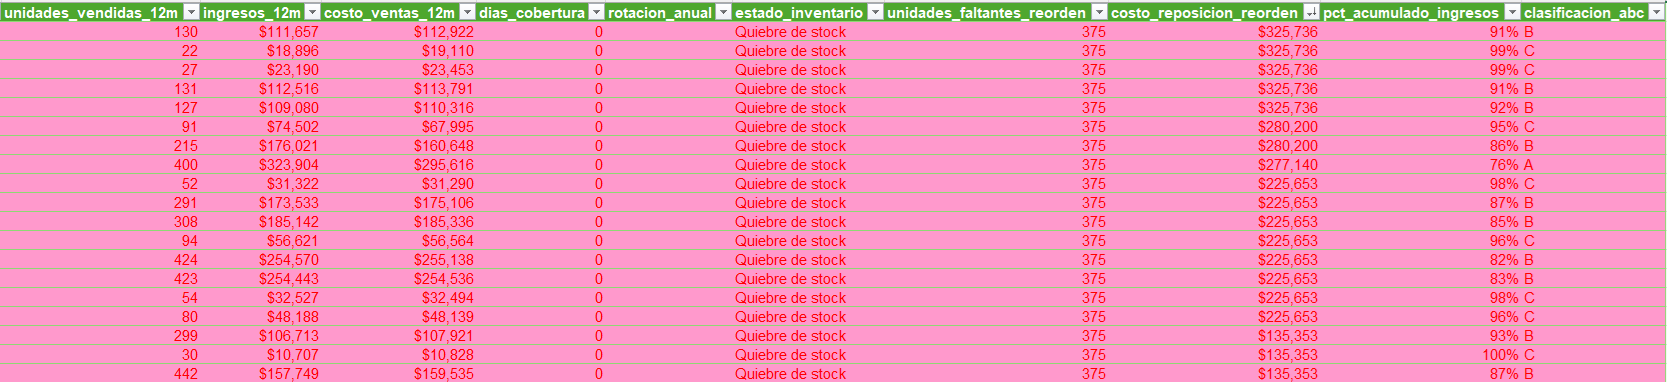 unidades_vendidas_12m ingresos_12m costo_ventas_12m dias_cobertura rotacion_anual estado_inventario unidades_faltantes_reorden costo_reposicion_reorden pct_acumulado_ingresos clasificacion_abc
130 $111,657 $112,922 0 Quiebre de stock 375 $325,736 91% B
22 $18,896 $19,110 0 Quiebre de stock 375 $325,736 99% C
27 $23,190 $23,453 0 Quiebre de stock 375 $325,736 99% C
131 $112,516 $113,791 0 Quiebre de stock 375 $325,736 91% B
127 $109,080 $110,316 0 Quiebre de stock 375 $325,736 92% B
91 $74,502 $67,995 0 Quiebre de stock 375 $280,200 95% C
215 $176,021 $160,648 0 Quiebre de stock 375 $280,200 86% B
400 $323,904 $295,616 0 Quiebre de stock 375 $277,140 76% A
52 $31,322 $31,290 0 Quiebre de stock 375 $225,653 98% C
291 $173,533 $175,106 0 Quiebre de stock 375 $225,653 87% B
308 $185,142 $185,336 0 Quiebre de stock 375 $225,653 85% B
94 $56,621 $56,564 0 Quiebre de stock 375 $225,653 96% C
424 $254,570 $255,138 0 Quiebre de stock 375 $225,653 82% B
423 $254,443 $254,536 0 Quiebre de stock 375 $225,653 83% B
54 $32,527 $32,494 0 Quiebre de stock 375 $225,653 98% C
80 $48,188 $48,139 0 Quiebre de stock 375 $225,653 96% C
299 $106,713 $107,921 0 Quiebre de stock 375 $135,353 93% B
30 $10,707 $10,828 0 Quiebre de stock 375 $135,353 100% C
442 $157,749 $159,535 0 Quiebre de stock 375 $135,353 87% B